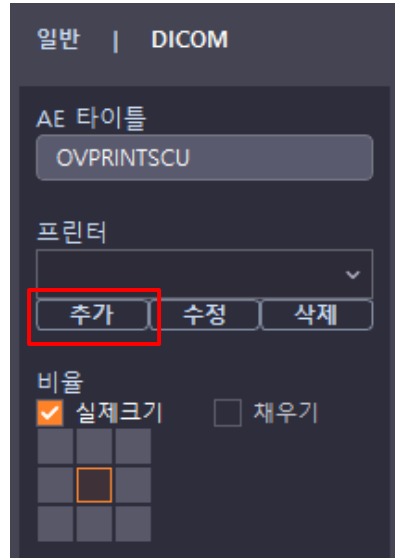 일반 | DICOM
AE 타이틀
OVPRINTSCU
프린터
추가 수정 삭제
비율
실제크기 채우기